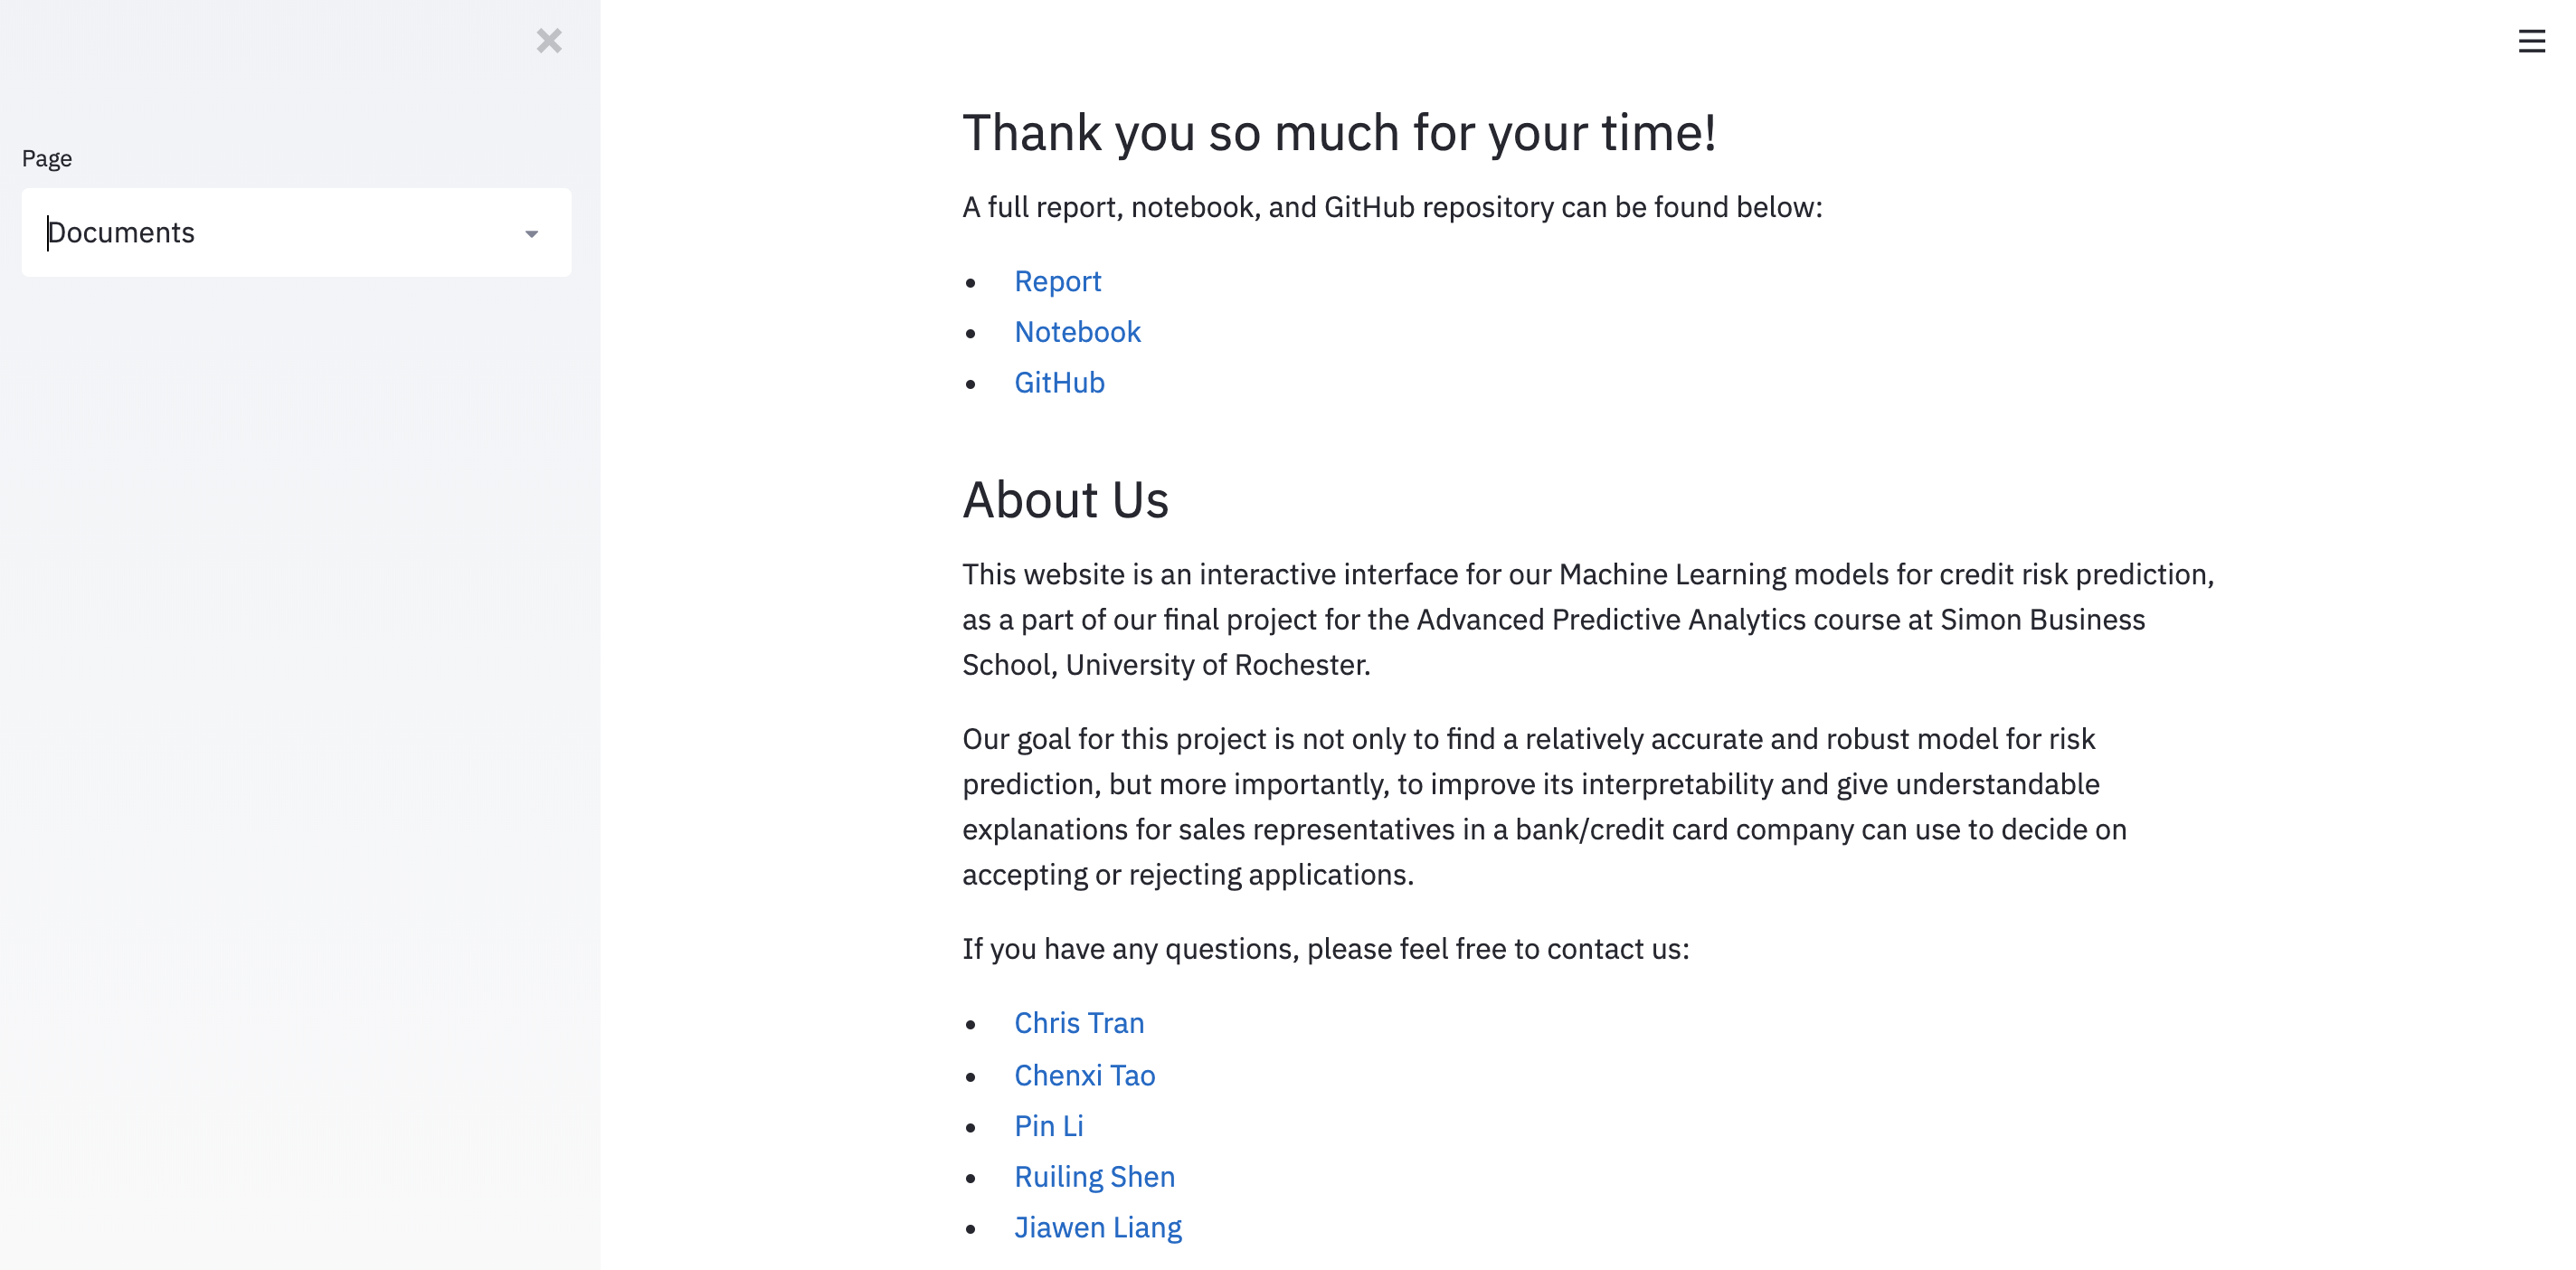 Page
Documents
Thank you so much for your time!
A full report, notebook, and GitHub repository can be found below:
Report
Notebook
GitHub
About Us
This website is an interactive interface for our Machine Learning models for credit risk prediction,
as a part of our final project for the Advanced Predictive Analytics course at Simon Business
School, University of Rochester.
Our goal for this project is not only to find a relatively accurate and robust model for risk
prediction, but more importantly, to improve its interpretability and give understandable
explanations for sales representatives in a bank/credit card company can use to decide on
accepting or rejecting applications.
If you have any questions, please feel free to contact us:
Chris Tran
Chenxi Tao
Pin Li
Ruiling Shen
Jiawen Liang